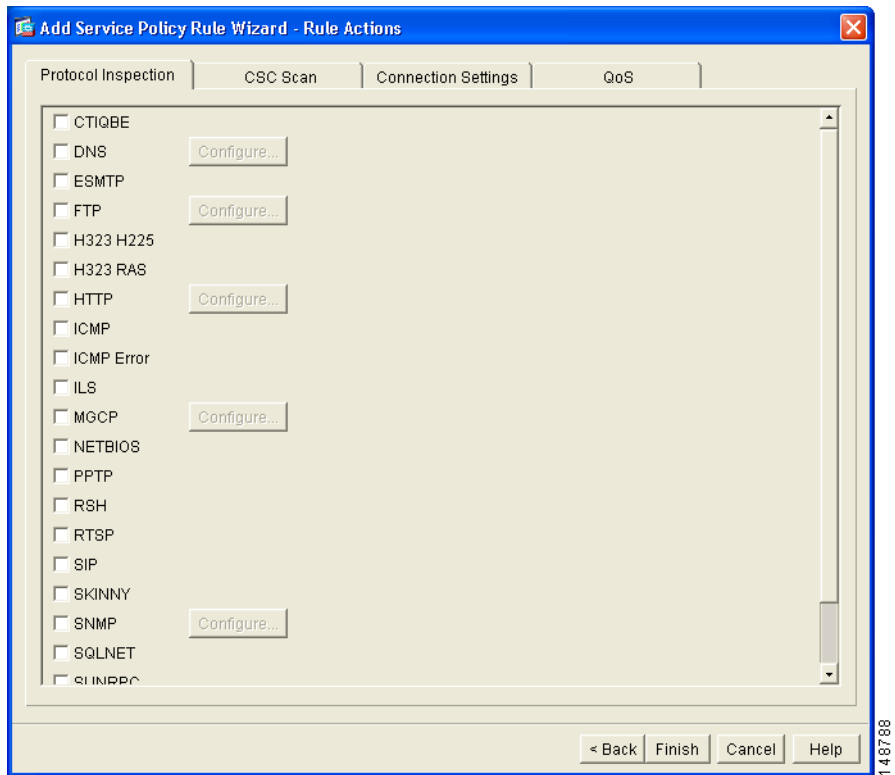 Add Service Policy Rule Wizard - Rule Actions
Protocol Inspection CSC Scan Connection Settings QoS
CTIQBE
DNS Configure...
ESMTP
FTP Configure...
H323 H225
H323 RAS
HTTP Configure...
ICMP
ICMP Error
ILS
MGCP Configure...
NETBIOS
PPTP
RSH
RTSP
SIP
SKINNY
SNMP Configure...
SQLNET
SUNRPC
< Back Finish Cancel Help
148788